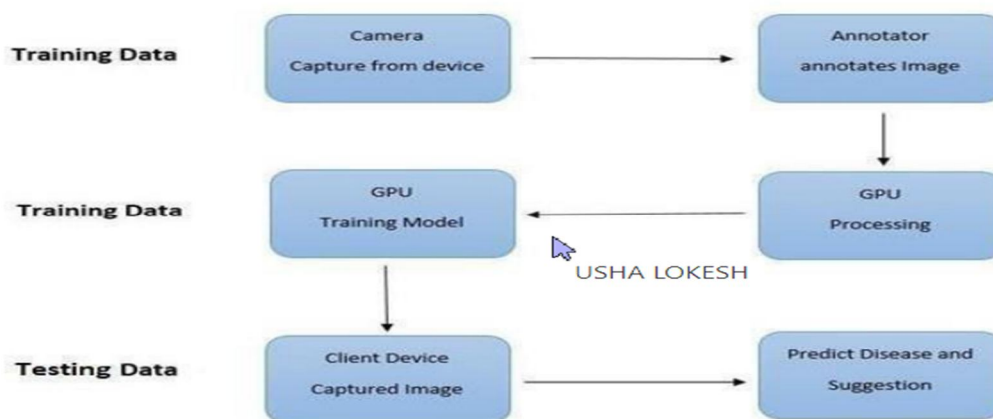 Training Data
Camera
Capture from device
Annotator
annotates Image
Training Data
GPU
Training Model
GPU
Processing
USHA LOKESH
Testing Data
Client Device
Captured Image
Predict Disease and
Suggestion